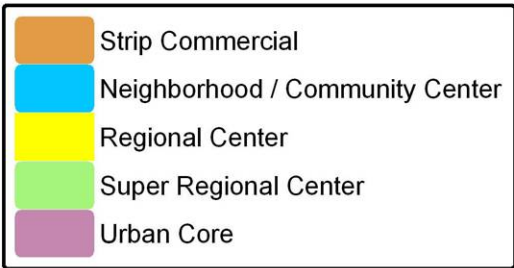 Strip Commercial
Neighborhood / Community Center
Regional Center
Super Regional Center
Urban Core